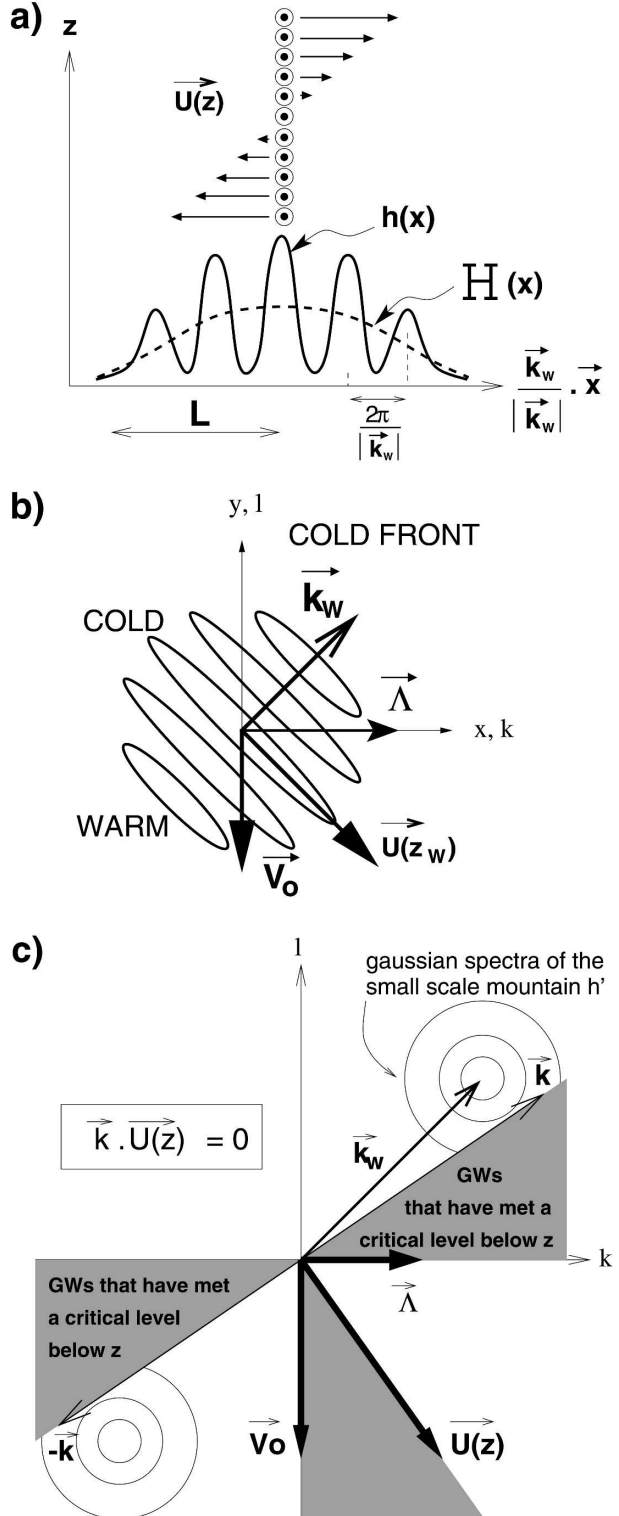 a)
z
U(z)
h(x)
H (x)
k_w / |k_w| . x
L
2π / |k_w|
b)
y, l
COLD FRONT
k_w
COLD
Λ
x, k
WARM
U(z_w)
V_o
c)
l
gaussian spectra of the
small scale mountain h'
k
k . U(z) = 0
k_w
GWs
that have met a
critical level below z
k
GWs that have met
a critical level
below z
Λ
Vo
U(z)
-k